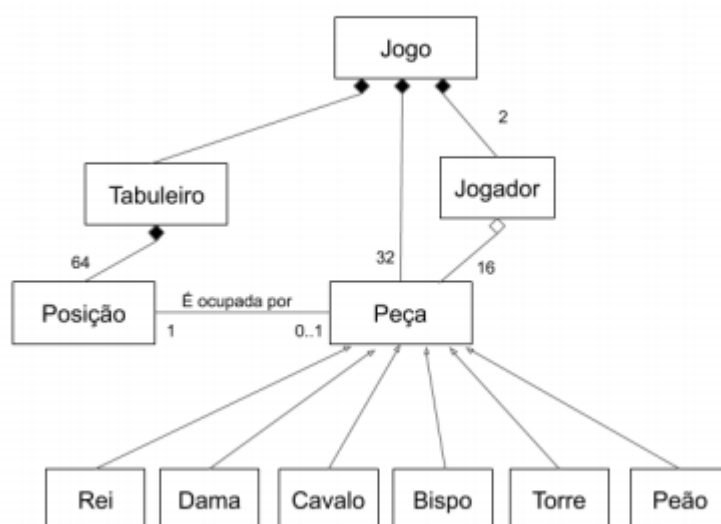 Jogo
2
Tabuleiro
Jogador
64
32
16
Posição
É ocupada por
Peça
1
0..1
Rei
Dama
Cavalo
Bispo
Torre
Peão